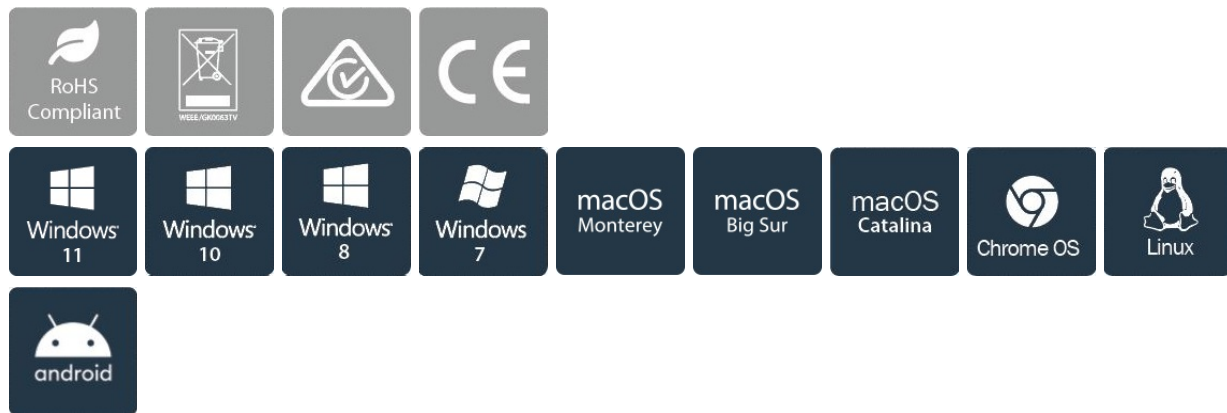 RoHS
Compliant
WEEE/GK0063TV
CE
Windows
11
Windows
10
Windows
8
Windows
7
macOS
Monterey
macOS
Big Sur
macOS
Catalina
Chrome OS
Linux
android